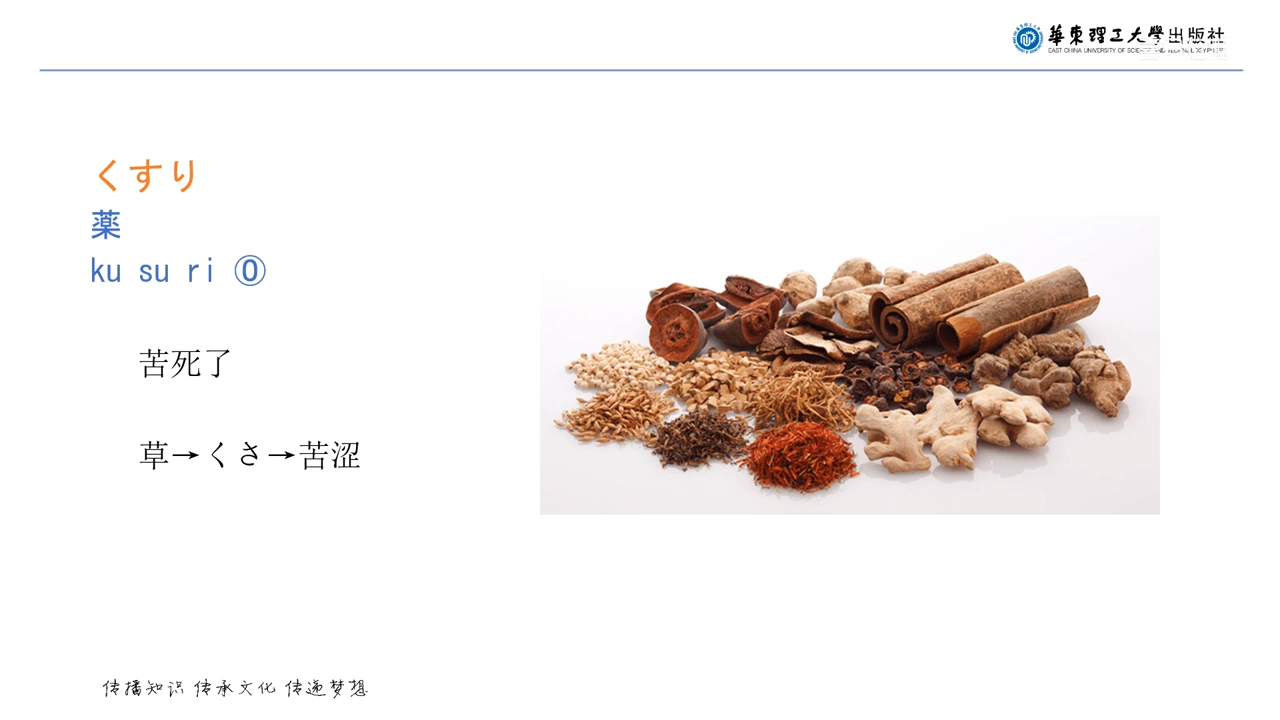 華東理工大學出版社
くすり
薬
ku su ri ⓪
苦死了
草→くさ→苦涩
传播知识 传承文化 传递梦想